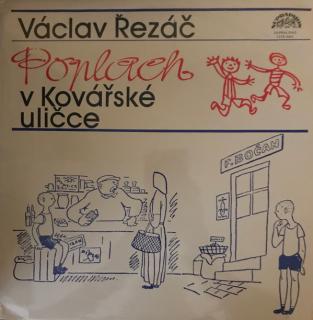 Václav Řezáč
Poplach
v Kovářské
uličce
F. BOČAN